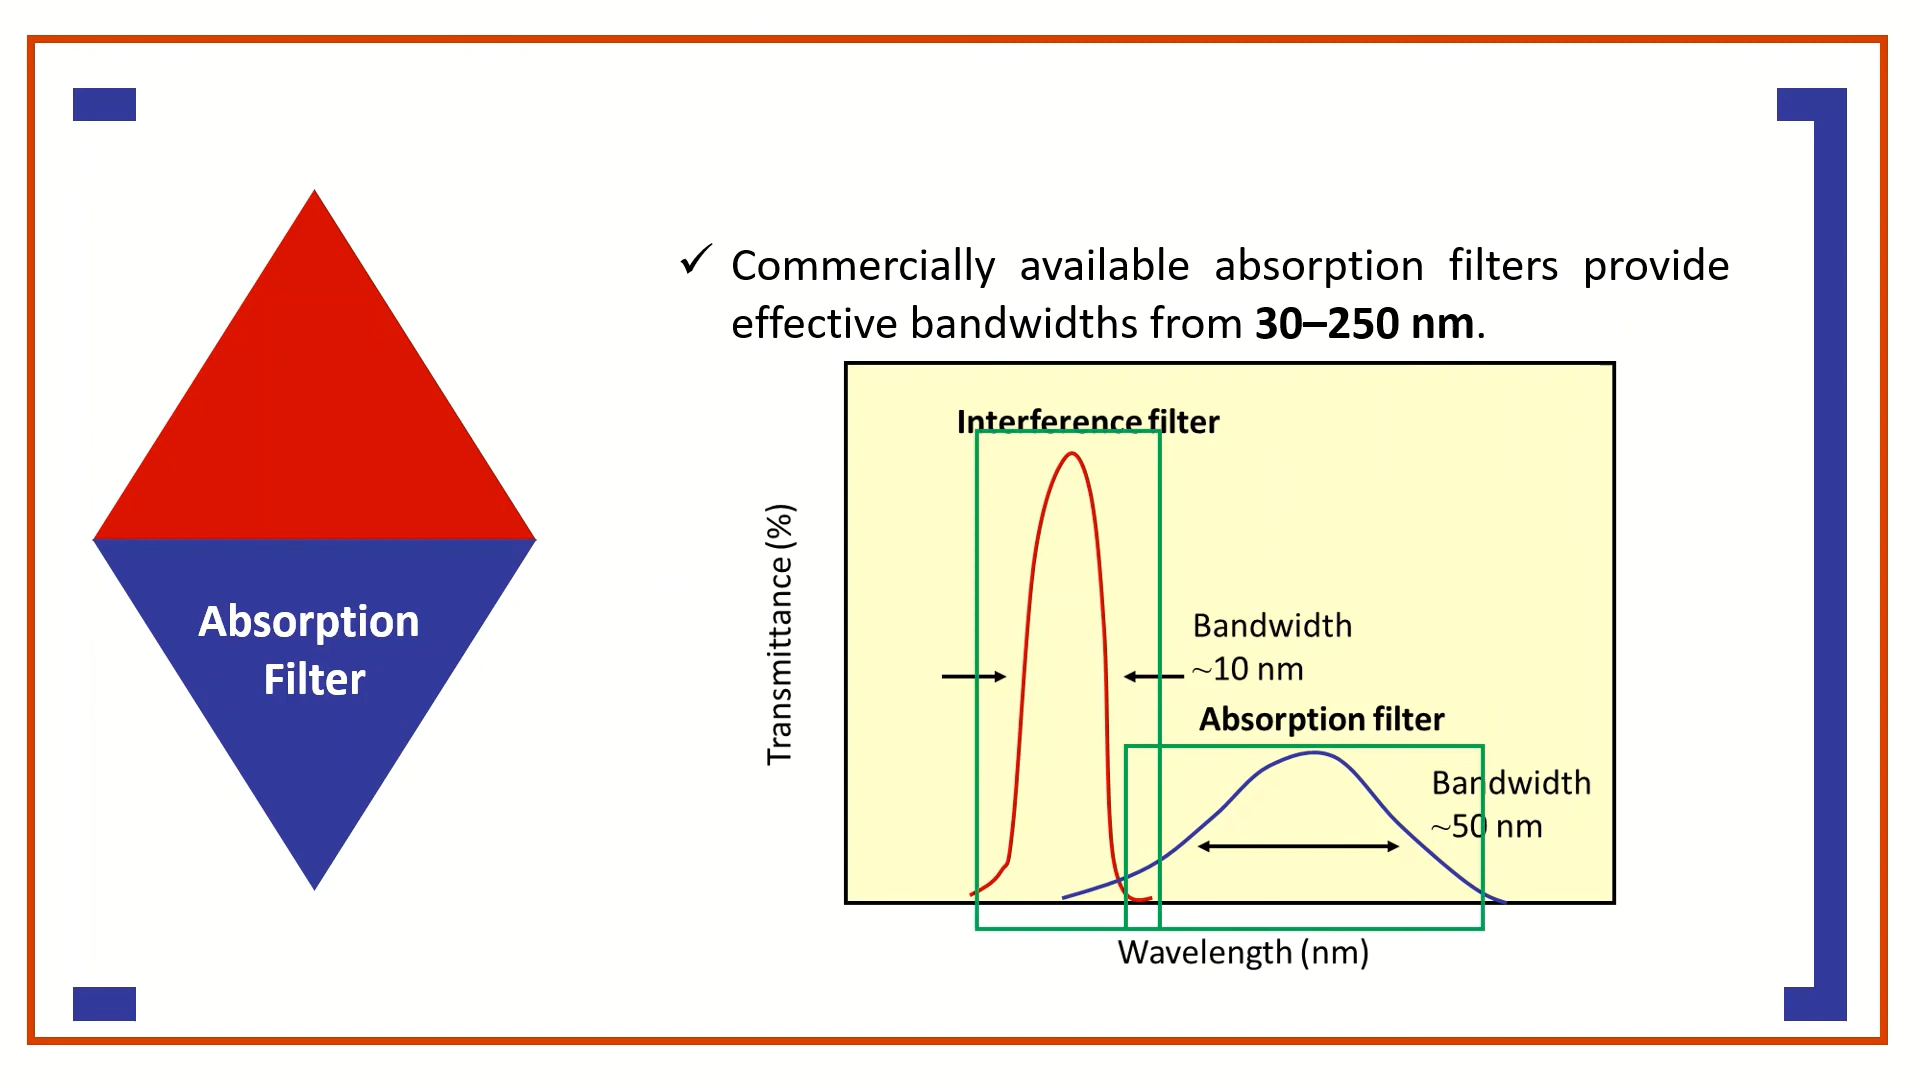 ✓ Commercially available absorption filters provide
effective bandwidths from 30–250 nm.
Absorption
Filter
Interference filter
Transmittance (%)
Bandwidth
~10 nm
Absorption filter
Bandwidth
~50 nm
Wavelength (nm)